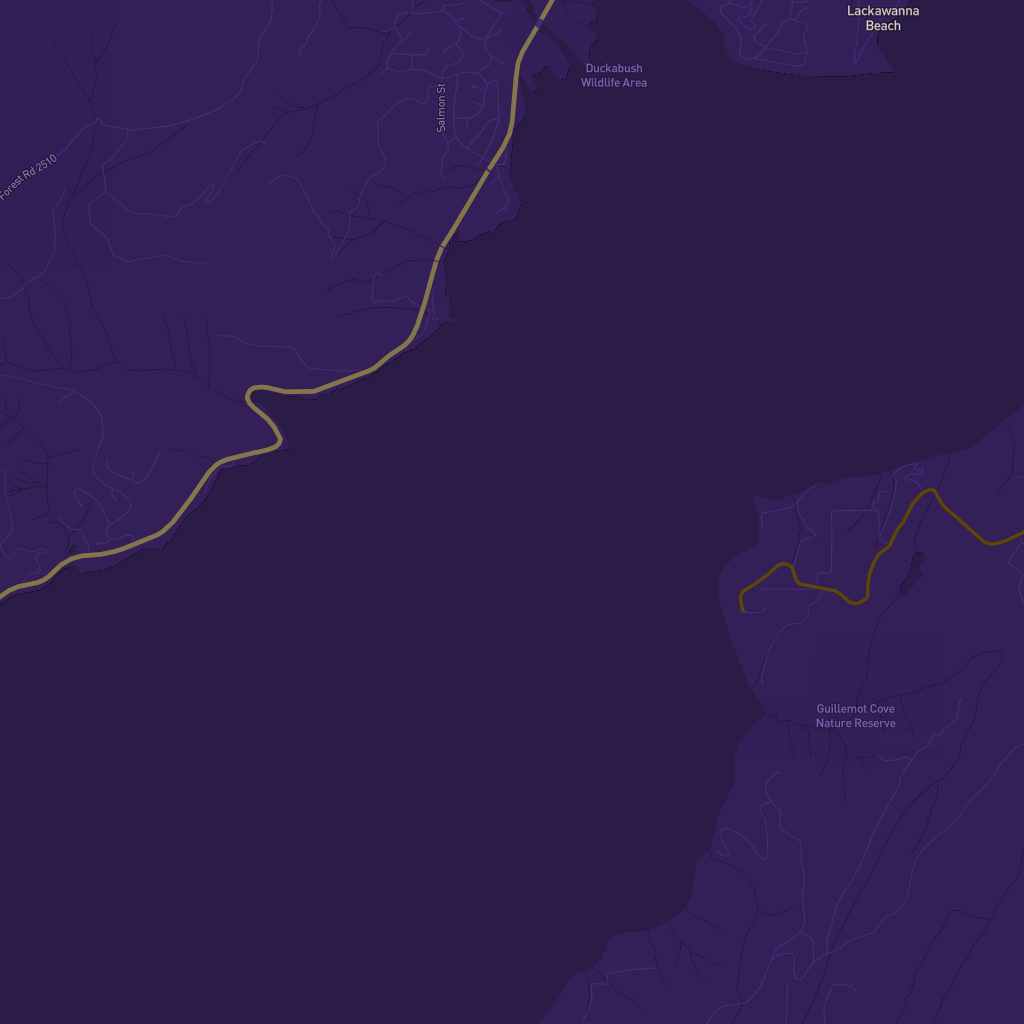 Lackawanna
Beach
Duckabush
Wildlife Area
Salmon St
Forest Rd 2510
Guillemot Cove
Nature Reserve